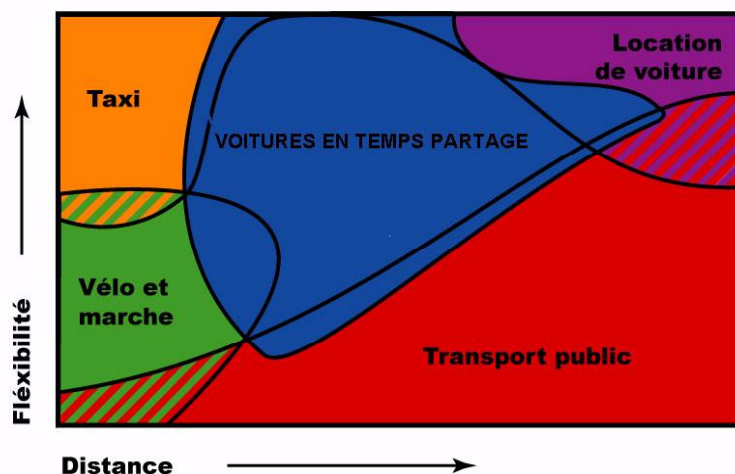 Location
de voiture
Taxi
VOITURES EN TEMPS PARTAGE
Vélo et
marche
Transport public
Fléxibilité
Distance